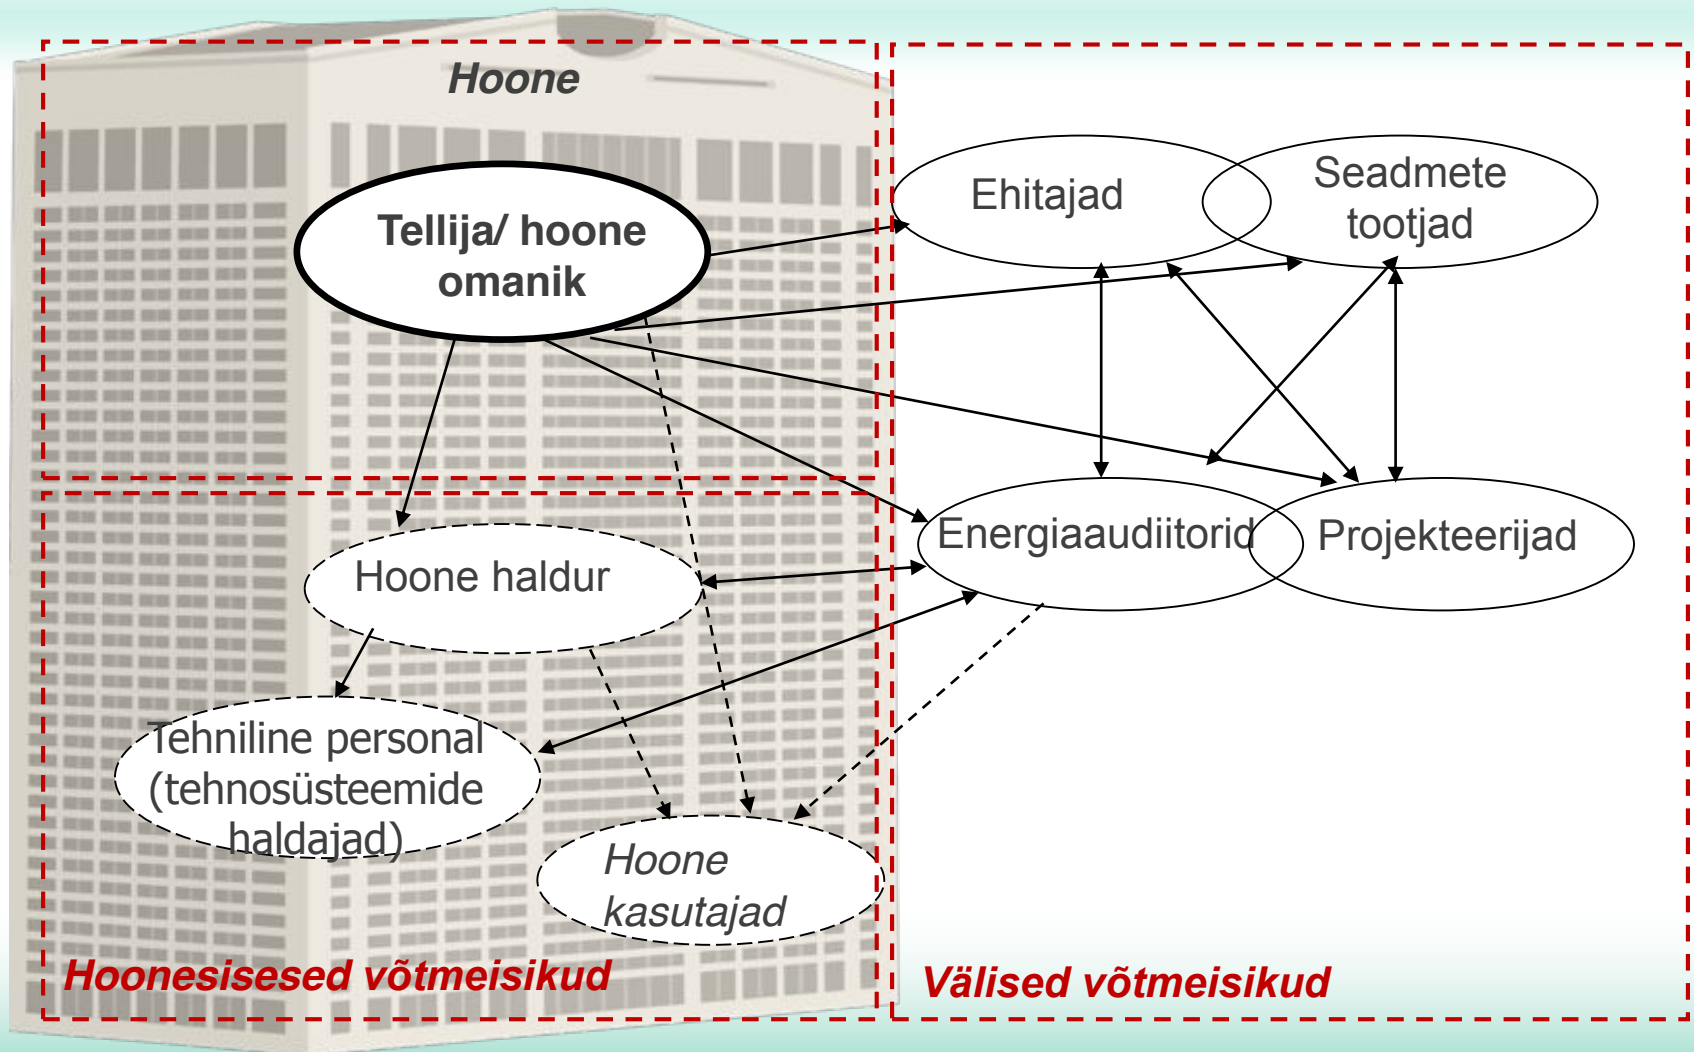 Hoone
Tellija/ hoone
omanik
Ehitajad
Seadmete
tootjad
Energiaaudiitorid
Projekteerijad
Hoone haldur
Tehniline personal
(tehnosüsteemide
haldajad)
Hoone
kasutajad
Hoonesisesed võtmeisikud
Välised võtmeisikud